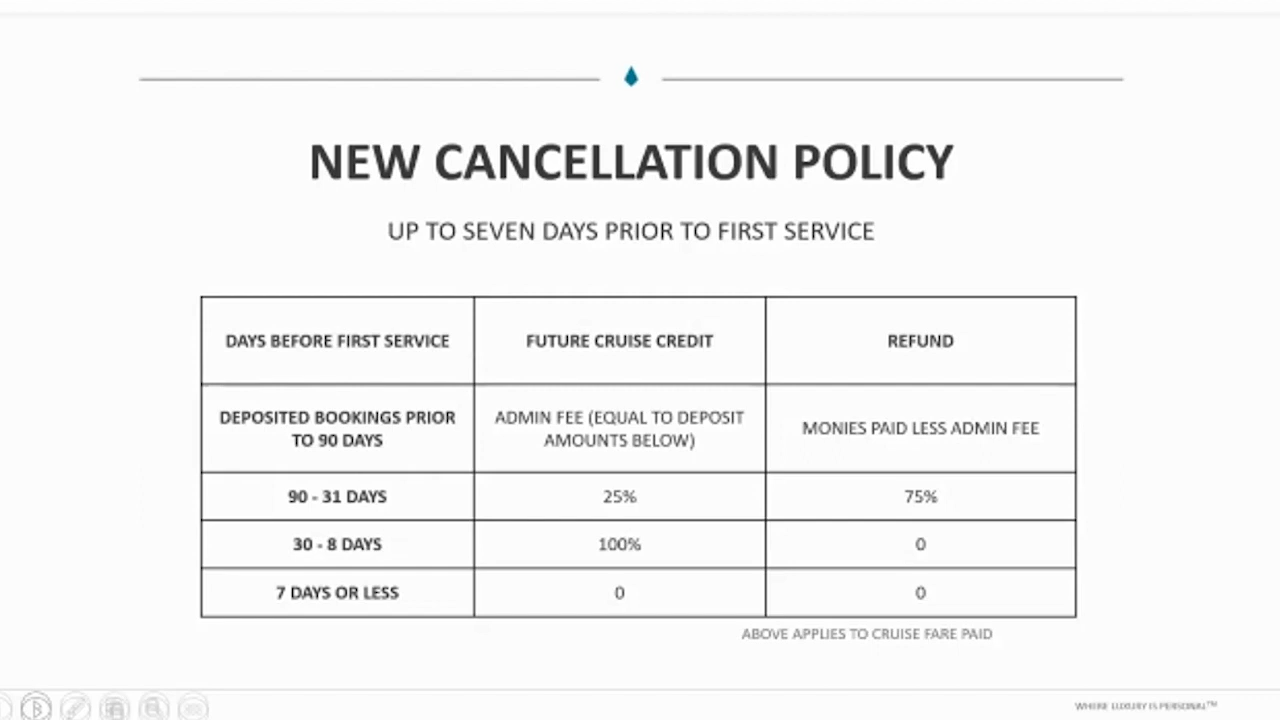 NEW CANCELLATION POLICY
UP TO SEVEN DAYS PRIOR TO FIRST SERVICE
DAYS BEFORE FIRST SERVICE
FUTURE CRUISE CREDIT
REFUND
DEPOSITED BOOKINGS PRIOR
TO 90 DAYS
ADMIN FEE (EQUAL TO DEPOSIT
AMOUNTS BELOW)
MONIES PAID LESS ADMIN FEE
90 - 31 DAYS
25%
75%
30 - 8 DAYS
100%
0
7 DAYS OR LESS
0
0
ABOVE APPLIES TO CRUISE FARE PAID
WHERE LUXURY IS PERSONAL™